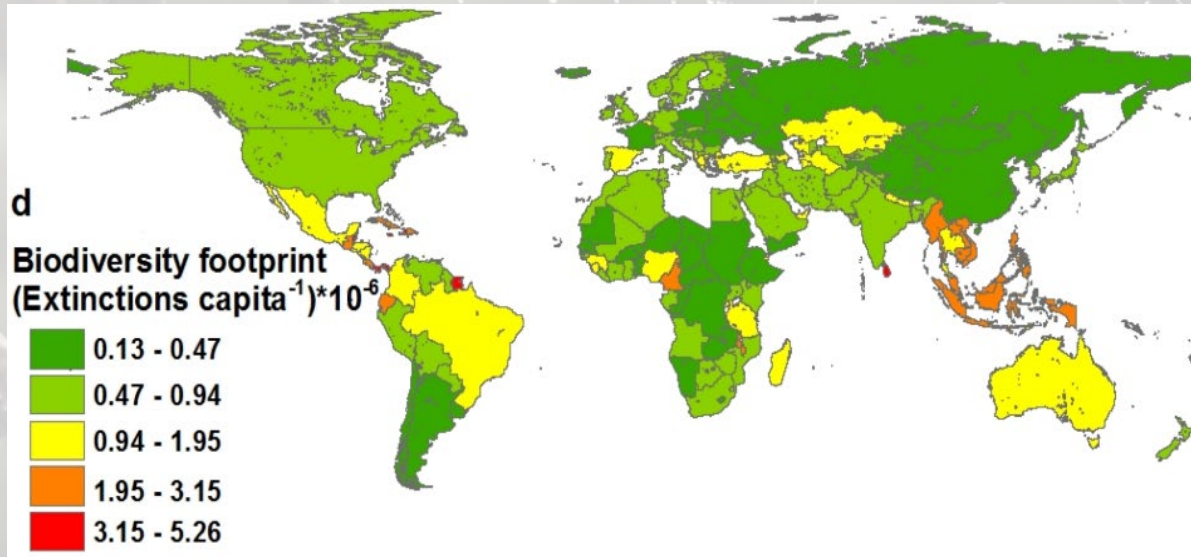 d
Biodiversity footprint
(Extinctions capita⁻¹)*10⁻⁶
0.13 - 0.47
0.47 - 0.94
0.94 - 1.95
1.95 - 3.15
3.15 - 5.26